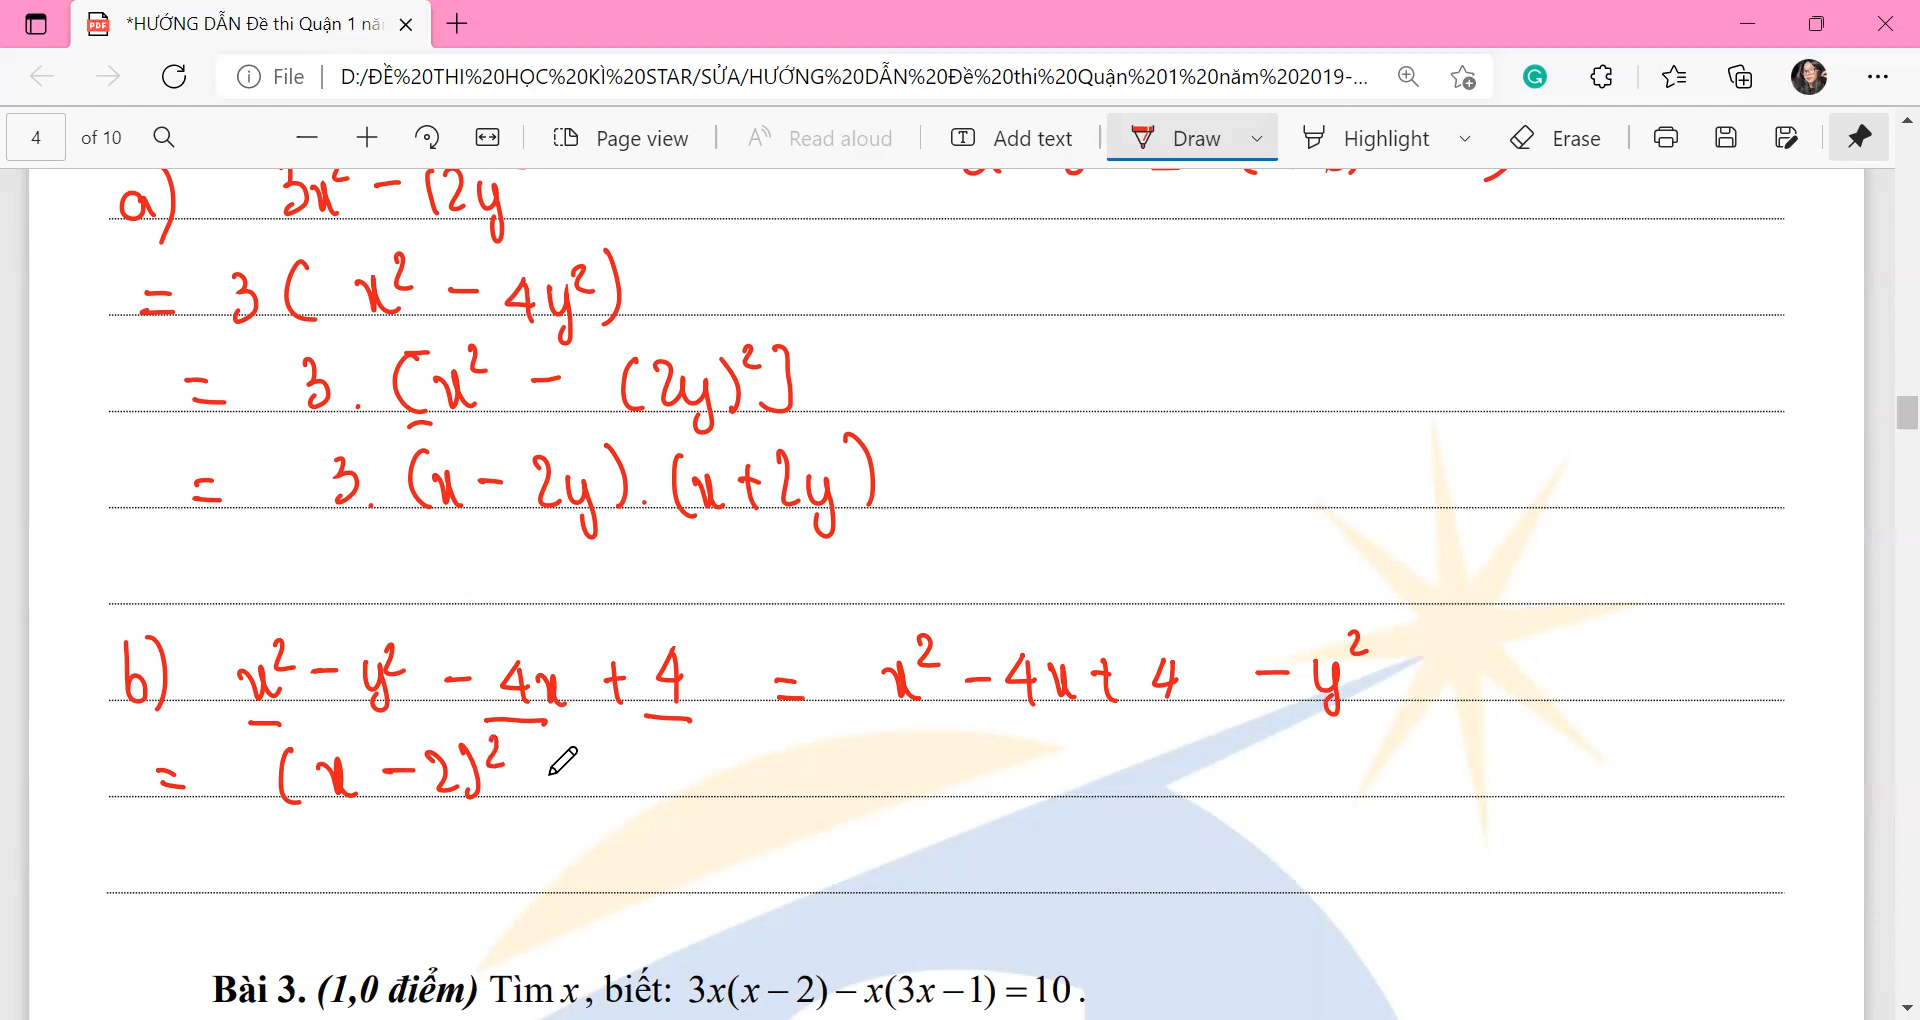 *HƯỚNG DẪN Đề thi Quận 1 nă
File D:/ĐỀ%20THI%20HỌC%20KÌ%20STAR/SỬA/HƯỚNG%20DẪN%20Đề%20thi%20Quận%201%20năm%202019-...
4 of 10 Page view Read aloud Add text Draw Highlight Erase
a) 3x² - 12y
= 3(x² - 4y²)
= 3.[x² - (2y)²]
= 3.(x - 2y).(x+2y)
b) x² - y² - 4x + 4 = x² - 4x + 4 - y²
= (x - 2)²
Bài 3. (1,0 điểm) Tìm x, biết: 3x(x − 2) − x(3x − 1) = 10.